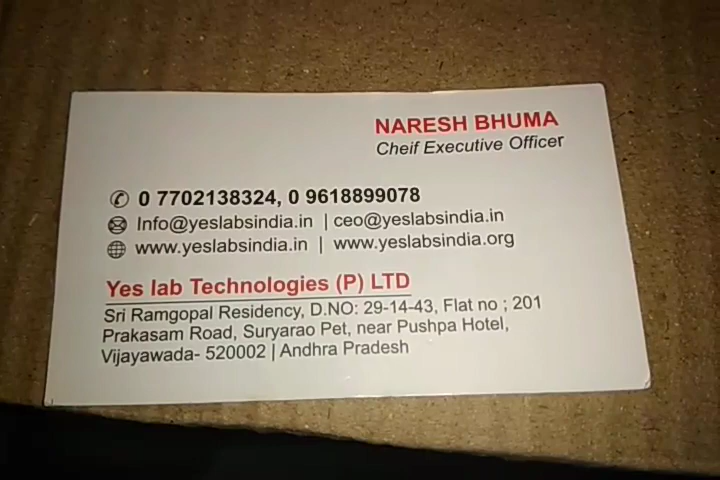 NARESH BHUMA
Cheif Executive Officer
0 7702138324, 0 9618899078
Info@yeslabsindia.in | ceo@yeslabsindia.in
www.yeslabsindia.in | www.yeslabsindia.org
Yes lab Technologies (P) LTD
Sri Ramgopal Residency, D.NO: 29-14-43, Flat no ; 201
Prakasam Road, Suryarao Pet, near Pushpa Hotel,
Vijayawada- 520002 | Andhra Pradesh